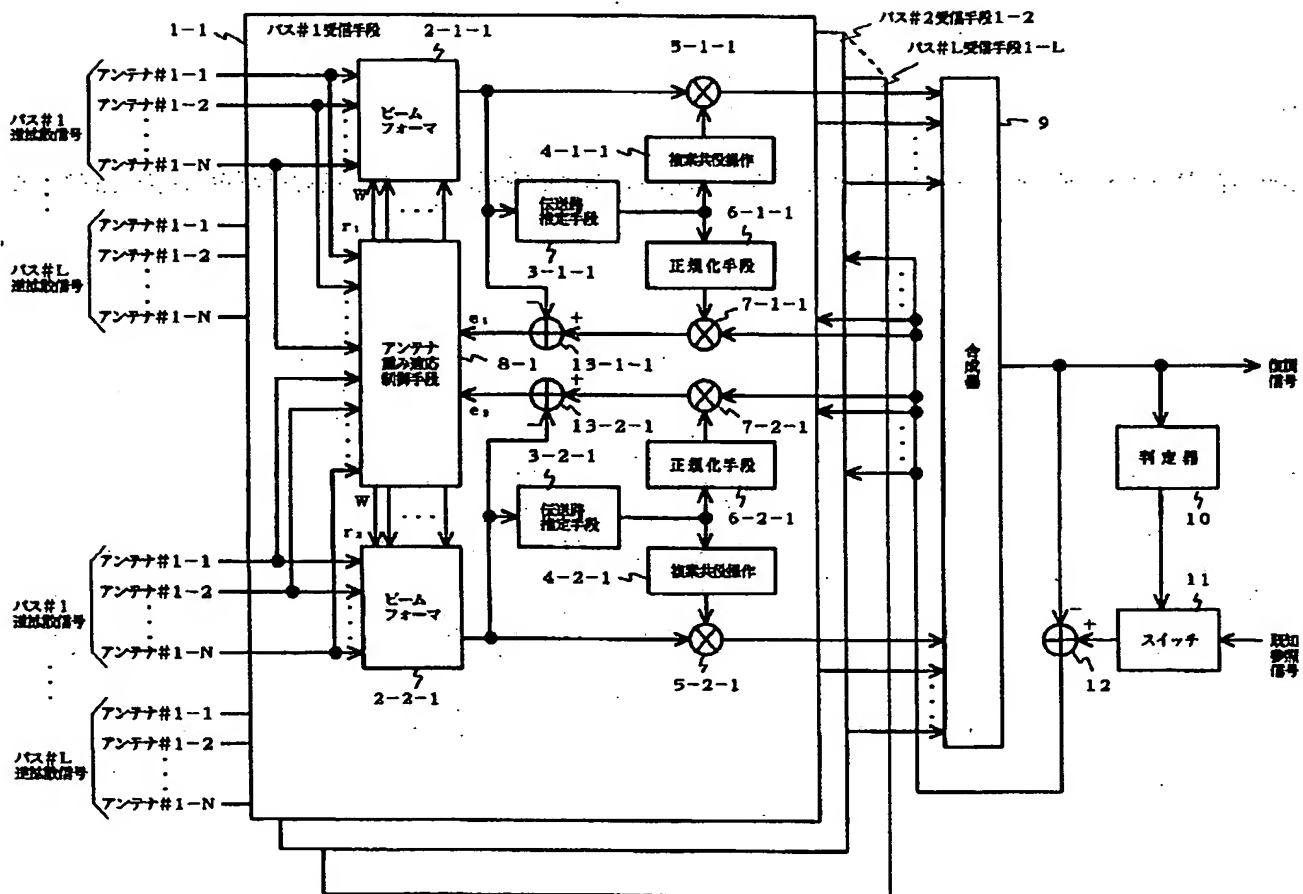 1-1
パス#1受信手段
2-1-1
5-1-1
パス#2受信手段1-2
パス#L受信手段1-L
パス#1
逆拡散信号
アンテナ#1-1
アンテナ#1-2
アンテナ#1-N
ビーム
フォーマ
4-1-1
複素共役操作
9
W
r₁
伝送路
推定手段
3-1-1
6-1-1
正規化手段
パス#L
逆拡散信号
アンテナ#1-1
アンテナ#1-2
アンテナ#1-N
7-1-1
e₁
+
−
13-1-1
アンテナ
重み適応
制御手段
8-1
合成器
復調
信号
e₂
+
−
13-2-1
7-2-1
3-2-1
伝送路
推定手段
正規化手段
6-2-1
判定器
10
W
r₂
パス#1
逆拡散信号
アンテナ#1-1
アンテナ#1-2
アンテナ#1-N
ビーム
フォーマ
4-2-1
複素共役操作
11
スイッチ
−
+
12
既知
参照
信号
2-2-1
5-2-1
パス#L
逆拡散信号
アンテナ#1-1
アンテナ#1-2
アンテナ#1-N